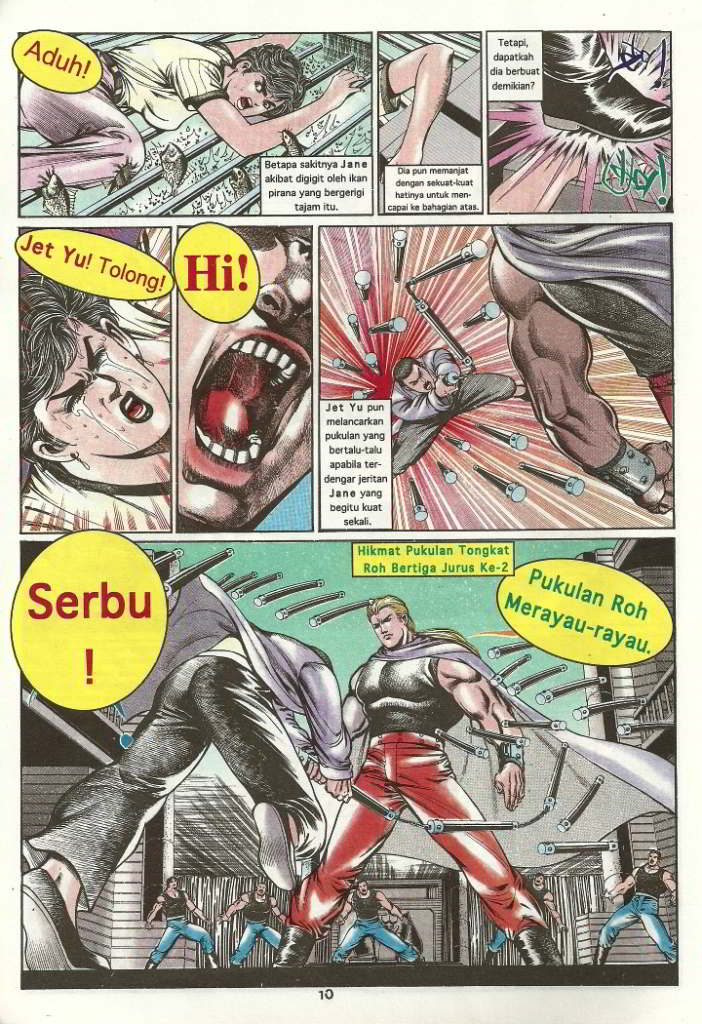 Aduh!
Betapa sakitnya Jane
akibat digigit oleh ikan
pirana yang bergerigi
tajam itu.
Dia pun memanjat
dengan sekuat-kuat
hatinya untuk men-
capai ke bahagian atas.
Tetapi,
dapatkah
dia berbuat
demikian?
Jet Yu! Tolong!
Hi!
Jet Yu pun
melancarkan
pukulan yang
bertalu-talu
apabila ter-
dengar jeritan
Jane yang
begitu kuat
sekali.
Serbu
!
Hikmat Pukulan Tongkat
Roh Bertiga Jurus Ke-2
Pukulan Roh
Merayau-rayau.
10